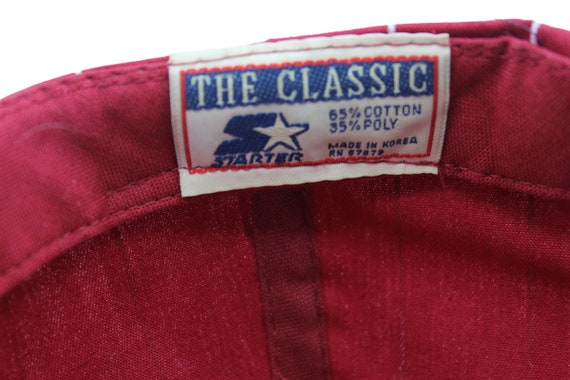 THE CLASSIC
65% COTTON
35% POLY
STARTER
MADE IN KOREA
RN 67879